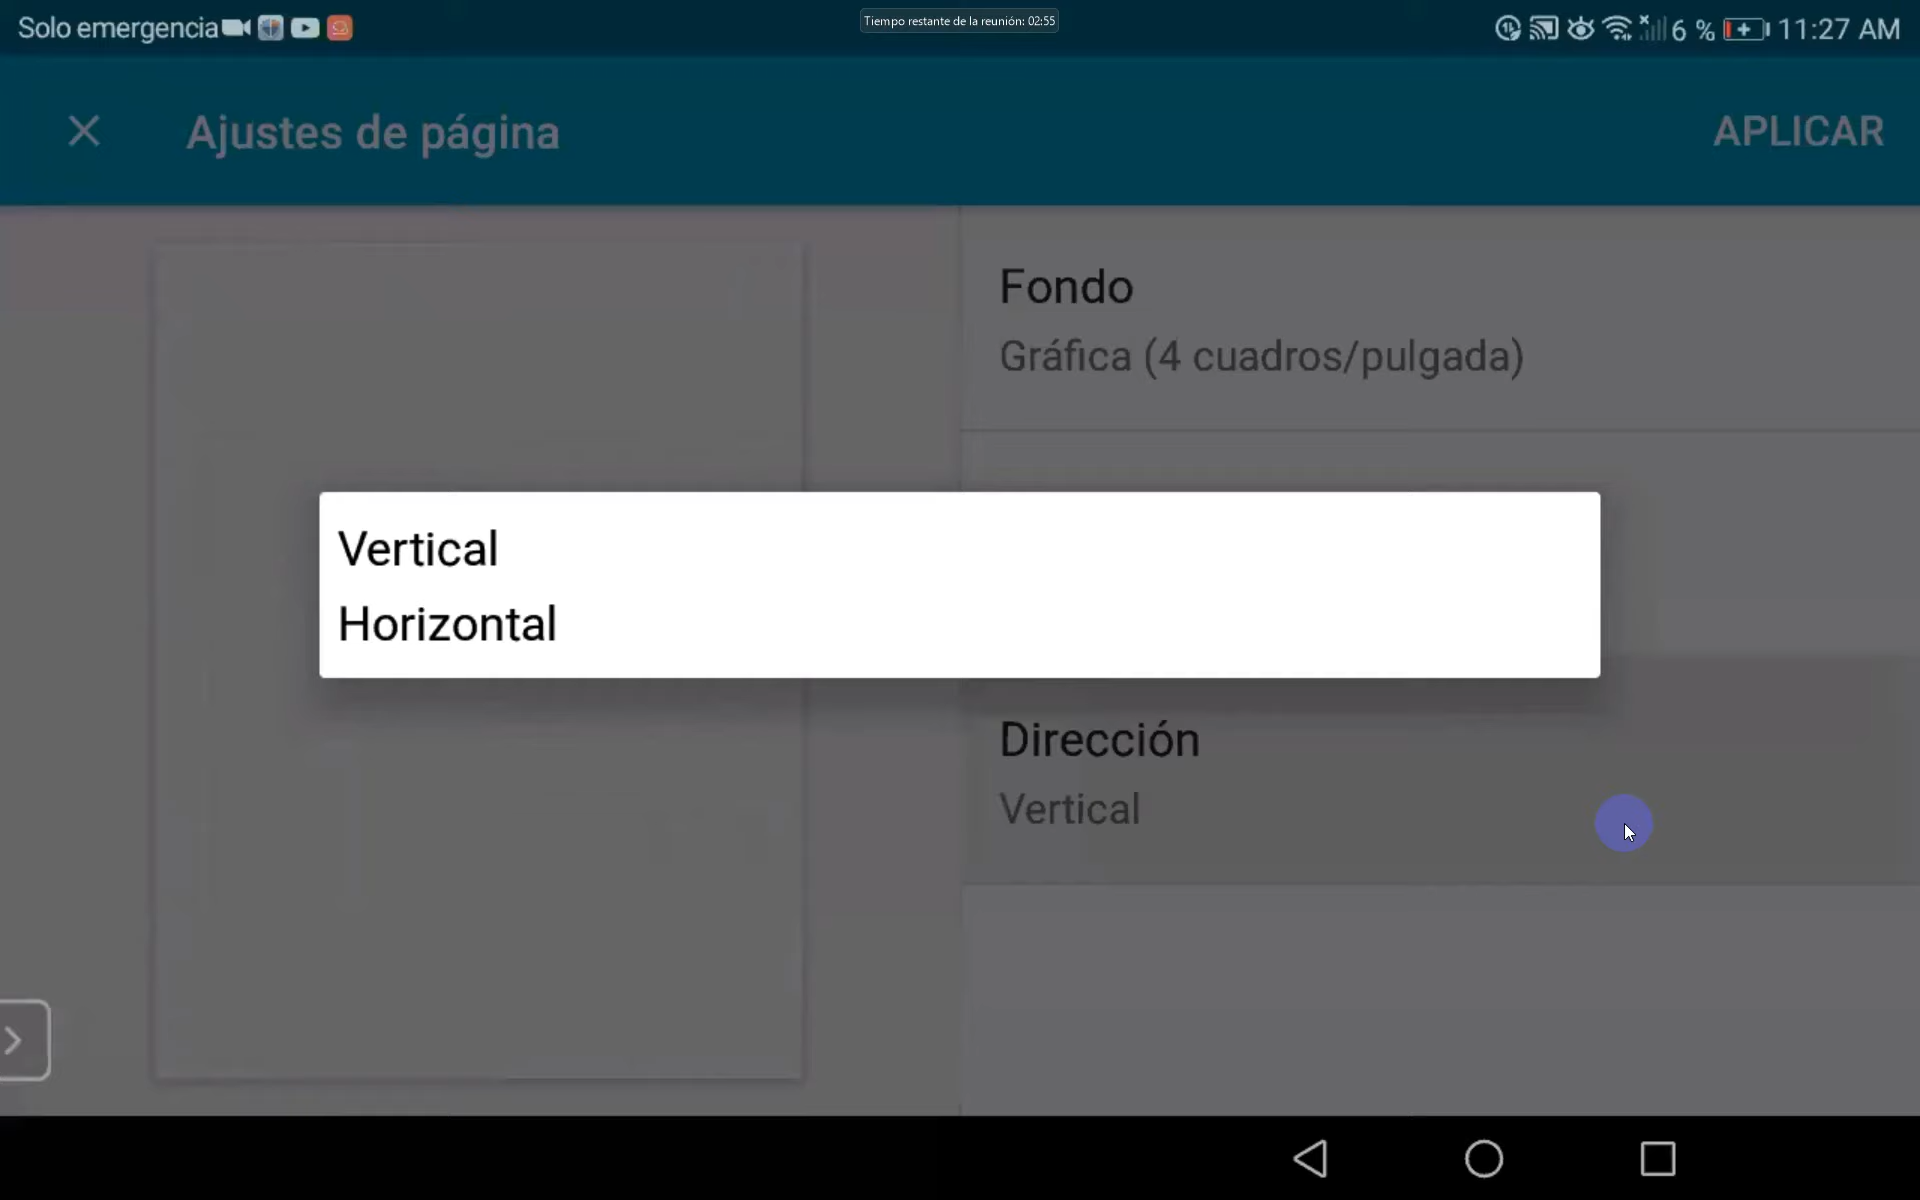 Solo emergencia
Tiempo restante de la reunión: 02:55
6 % 11:27 AM
Ajustes de página
APLICAR
Fondo
Gráfica (4 cuadros/pulgada)
Vertical
Horizontal
Dirección
Vertical